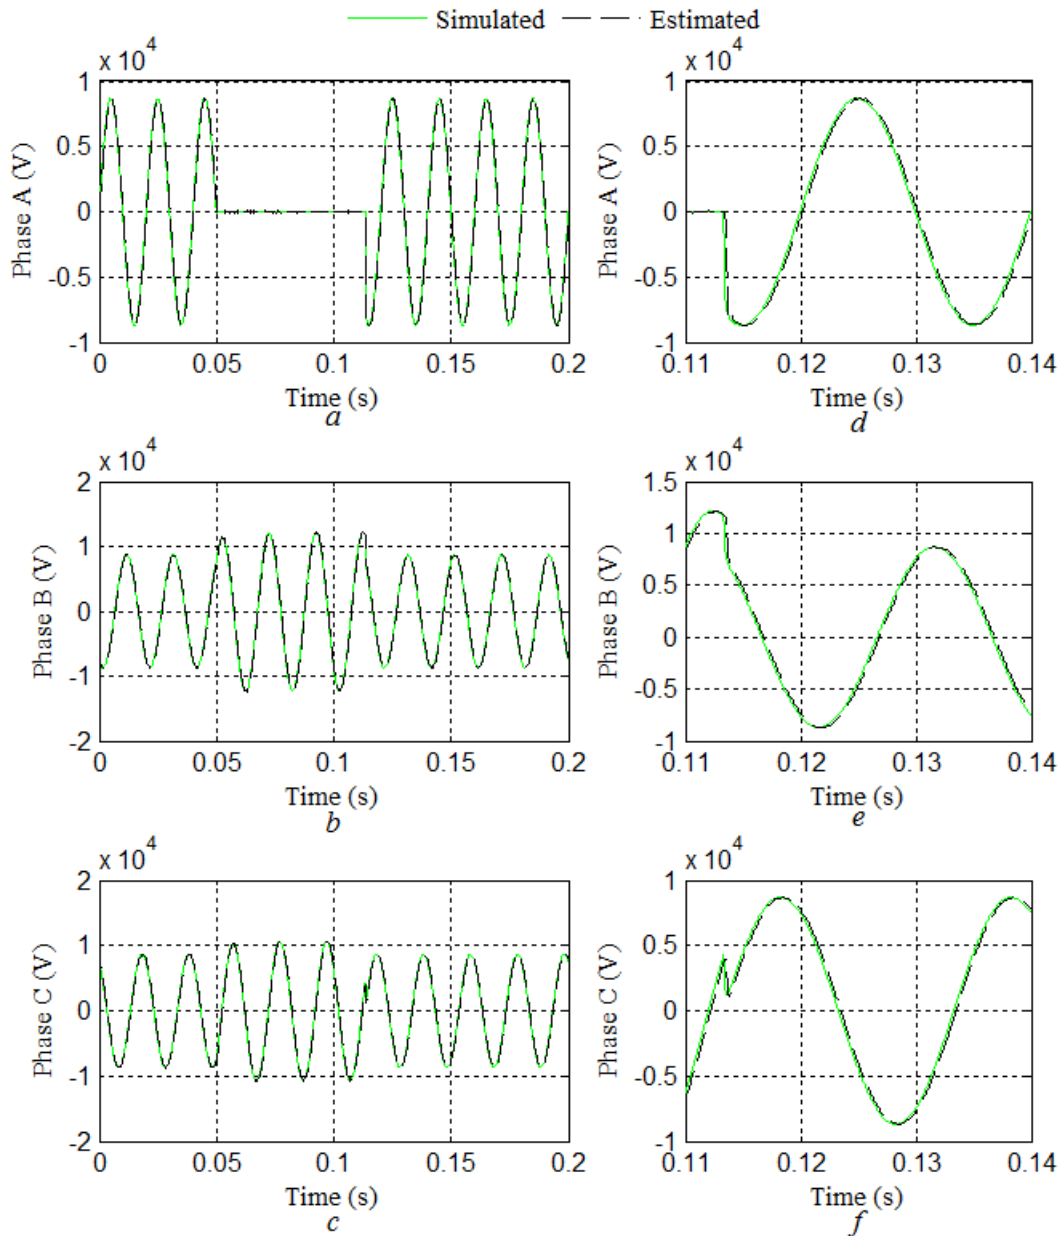 Simulated Estimated
x 10^4
1
0.5
0
-0.5
-1
Phase A (V)
0 0.05 0.1 0.15 0.2
Time (s)
a
1
0.5
0
-0.5
-1
Phase A (V)
0.11 0.12 0.13 0.14
Time (s)
d
x 10^4
2
1
0
-1
-2
Phase B (V)
0 0.05 0.1 0.15 0.2
Time (s)
b
x 10^4
1.5
1
0.5
0
-0.5
-1
Phase B (V)
0.11 0.12 0.13 0.14
Time (s)
e
x 10^4
2
1
0
-1
-2
Phase C (V)
0 0.05 0.1 0.15 0.2
Time (s)
c
x 10^4
1
0.5
0
-0.5
-1
Phase C (V)
0.11 0.12 0.13 0.14
Time (s)
f